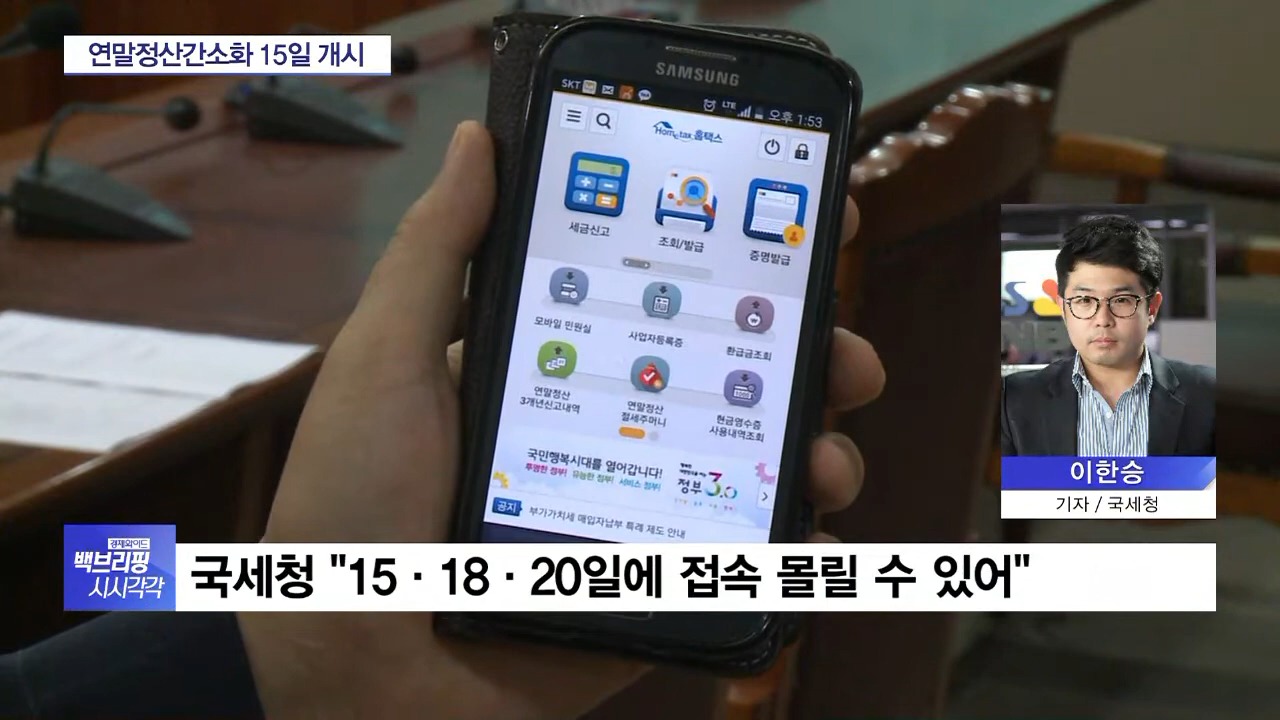 연말정산간소화 15일 개시
SAMSUNG
SKT
LTE
오후 1:53
Hometax 홈택스
세금신고
조회/발급
증명발급
모바일 민원실
사업자등록증
환급금조회
연말정산
3개년신고내역
연말정산
절세주머니
현금영수증
사용내역조회
국민행복시대를 열어갑니다!
투명한 정부! 유능한 정부! 서비스 정부!
정부 3.0
공지
부가가치세 매입자납부 특례 제도 안내
이한승
기자 / 국세청
경제와이드
백브리핑
시시각각
국세청 "15 · 18 · 20일에 접속 몰릴 수 있어"